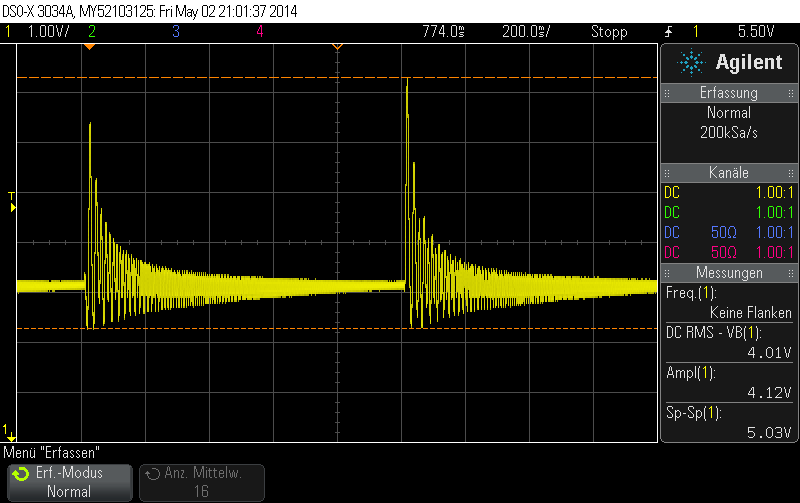 DSO-X 3034A, MY52103125: Fri May 02 21:01:37 2014
1 1.00V/ 2 3 4 774.0ms 200.0ms/ Stopp 1 5.50V
T
1
Agilent
Erfassung
Normal
200kSa/s
Kanäle
DC 1.00:1
DC 1.00:1
DC 50Ω 1.00:1
DC 50Ω 1.00:1
Messungen
Freq.(1):
Keine Flanken
DC RMS - VB(1):
4.01V
Ampl(1):
4.12V
Sp-Sp(1):
5.03V
Menü "Erfassen"
Erf.-Modus
Normal
Anz. Mittelw.
16